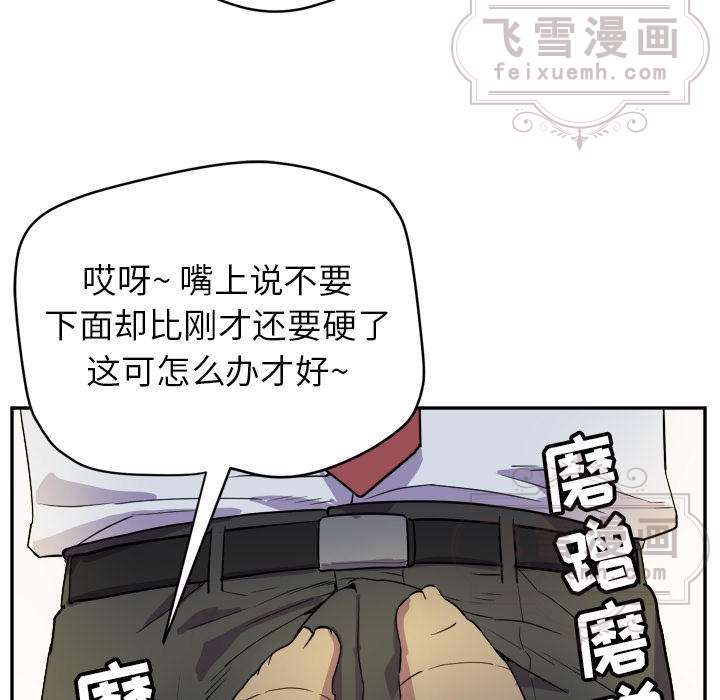 飞雪漫画
feixuemh.com
哎呀~ 嘴上说不要
下面却比刚才还要硬了
这可怎么办才好~
磨
蹭
磨
磨